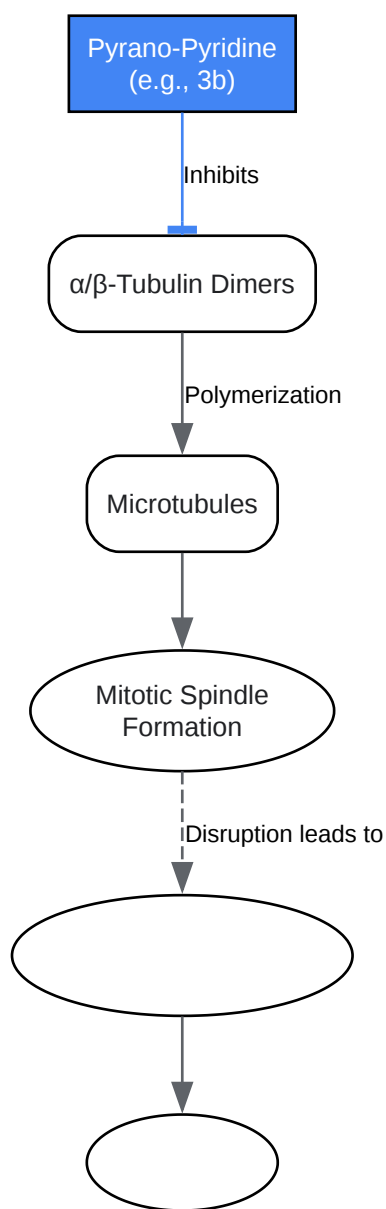 Pyrano-Pyridine
(e.g., 3b)
Inhibits
α/β-Tubulin Dimers
Polymerization
Microtubules
Mitotic Spindle
Formation
Disruption leads to